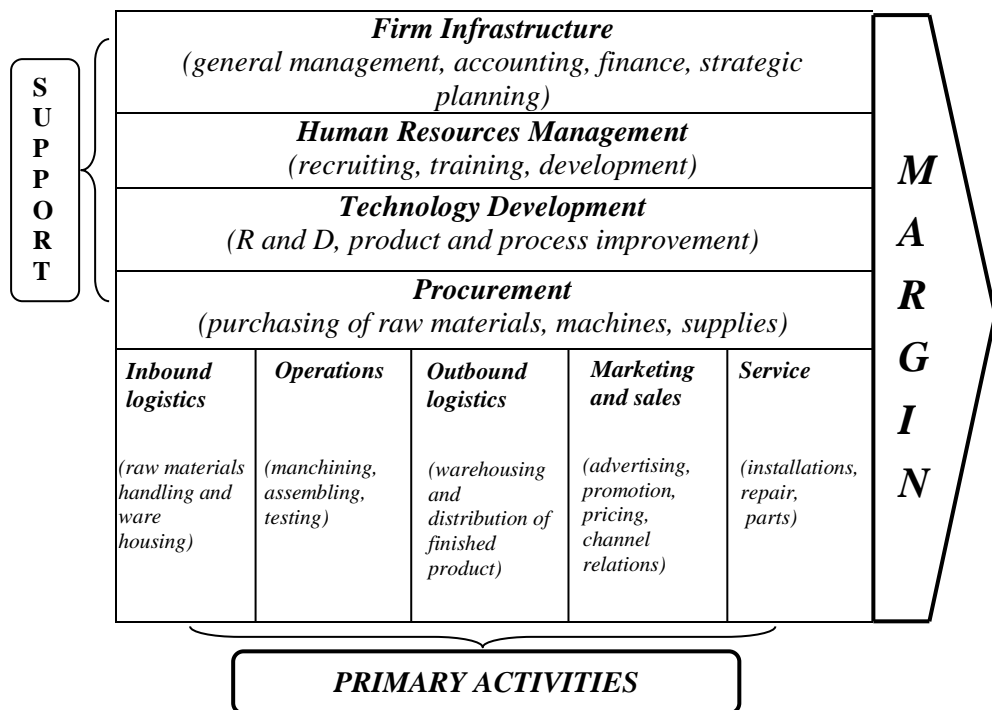 Firm Infrastructure
(general management, accounting, finance, strategic
planning)
SUPPORT
Human Resources Management
(recruiting, training, development)
Technology Development
(R and D, product and process improvement)
Procurement
(purchasing of raw materials, machines, supplies)
Inbound
logistics
(raw materials
handling and
ware
housing)
Operations
(manchining,
assembling,
testing)
Outbound
logistics
(warehousing
and
distribution of
finished
product)
Marketing
and sales
(advertising,
promotion,
pricing,
channel
relations)
Service
(installations,
repair,
parts)
MARGIN
PRIMARY ACTIVITIES